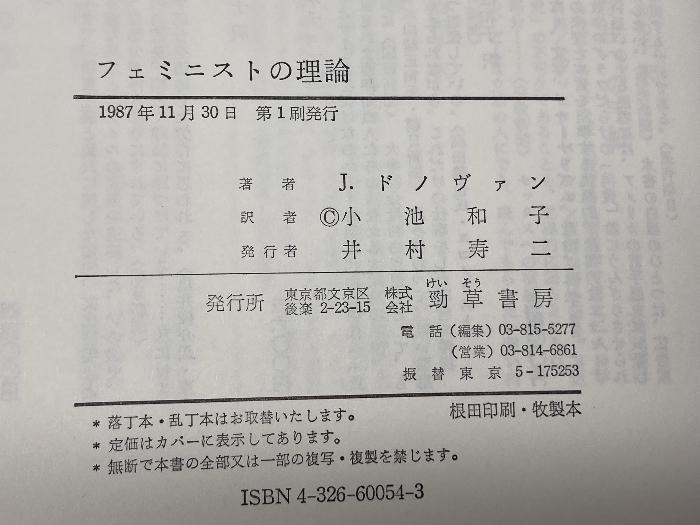 フェミニストの理論
1987年11月30日 第1刷発行
著者 J.ドノヴァン
訳者 ©小池和子
発行者 井村寿二
けい そう
発行所 東京都文京区後楽 2-23-15 株式会社 勁草書房
電話 (編集) 03-815-5277
(営業) 03-814-6861
振替東京 5-175253
* 落丁本・乱丁本はお取替いたします。 根田印刷・牧製本
* 定価はカバーに表示してあります。
* 無断で本書の全部又は一部の複写・複製を禁じます。
ISBN 4-326-60054-3